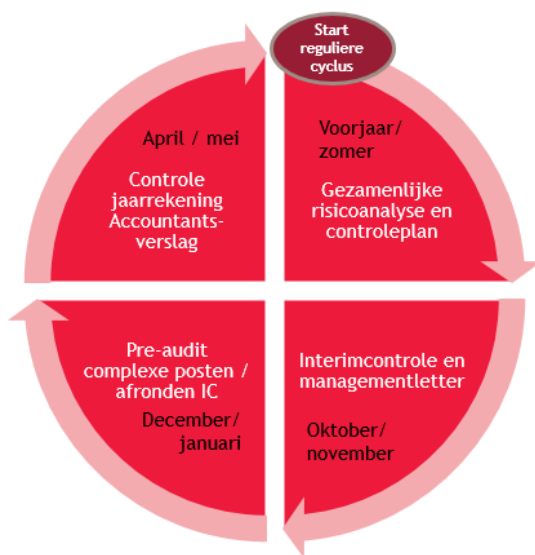 Start
reguliere
cyclus
Voorjaar/
zomer
Gezamenlijke
risicoanalyse en
controleplan
Interimcontrole en
managementletter
Oktober/
november
Pre-audit
complexe posten /
afronden IC
December/
januari
April / mei
Controle
jaarrekening
Accountants-
verslag